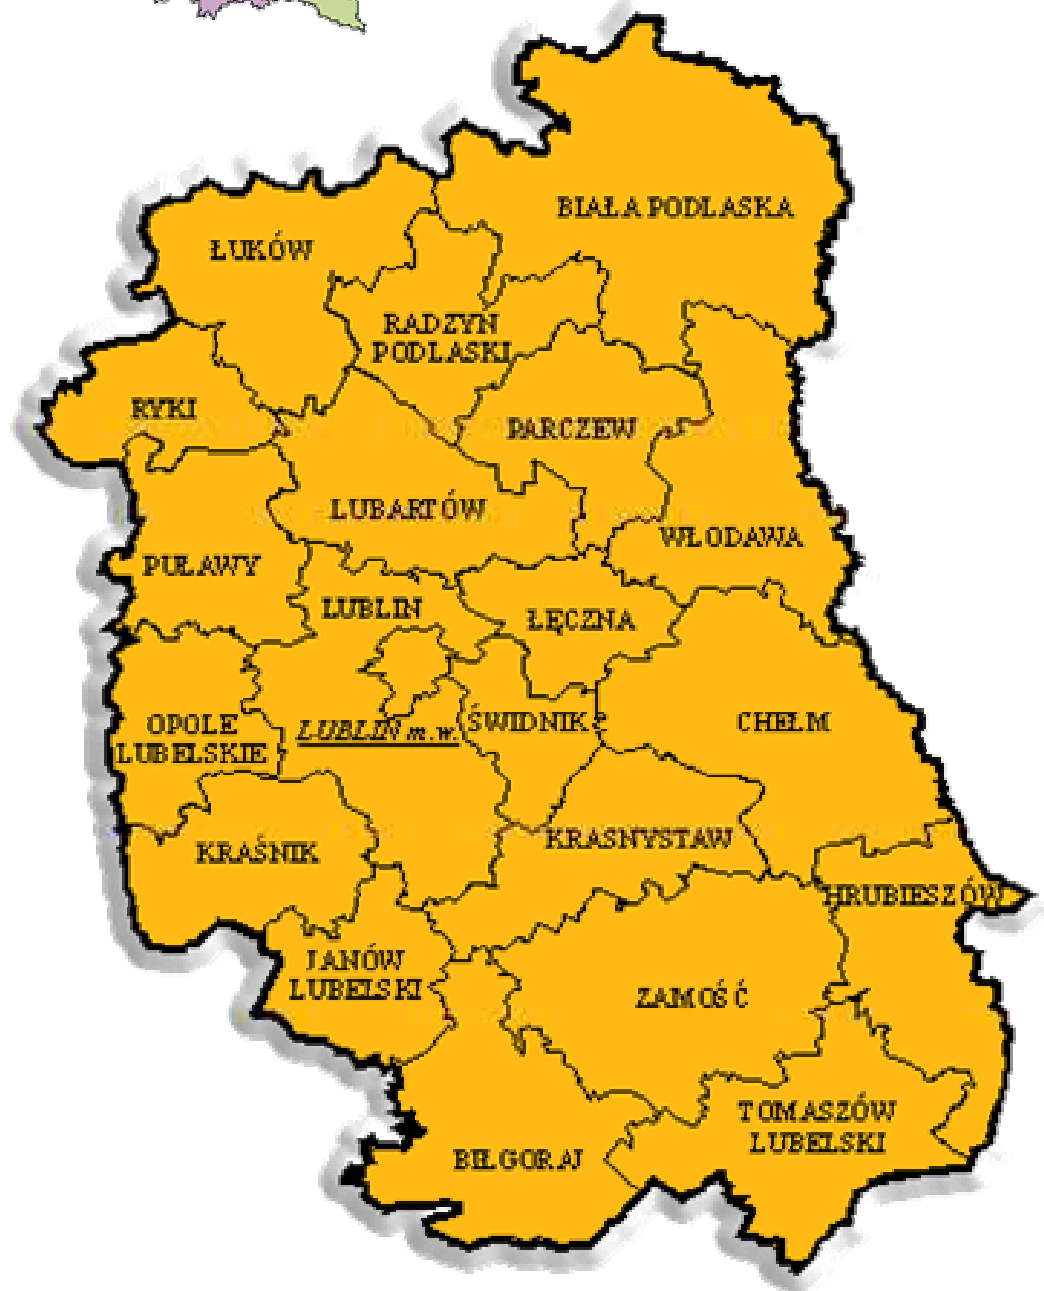 BIAŁA PODLASKA
ŁUKÓW
RADZYN
PODLASKI
RYKI
PARCZEW
LUBARTÓW
WŁODAWA
PUŁAWY
LUBLIN
ŁĘCZNA
OPOLE
LUBELSKIE
LUBLIN m.w.
ŚWIDNIK
CHEŁM
KRAŚNIK
KRASNYSTAW
HRUBIESZÓW
JANÓW
LUBELSKI
ZAMOŚĆ
TOMASZÓW
LUBELSKI
BIŁGORAJ